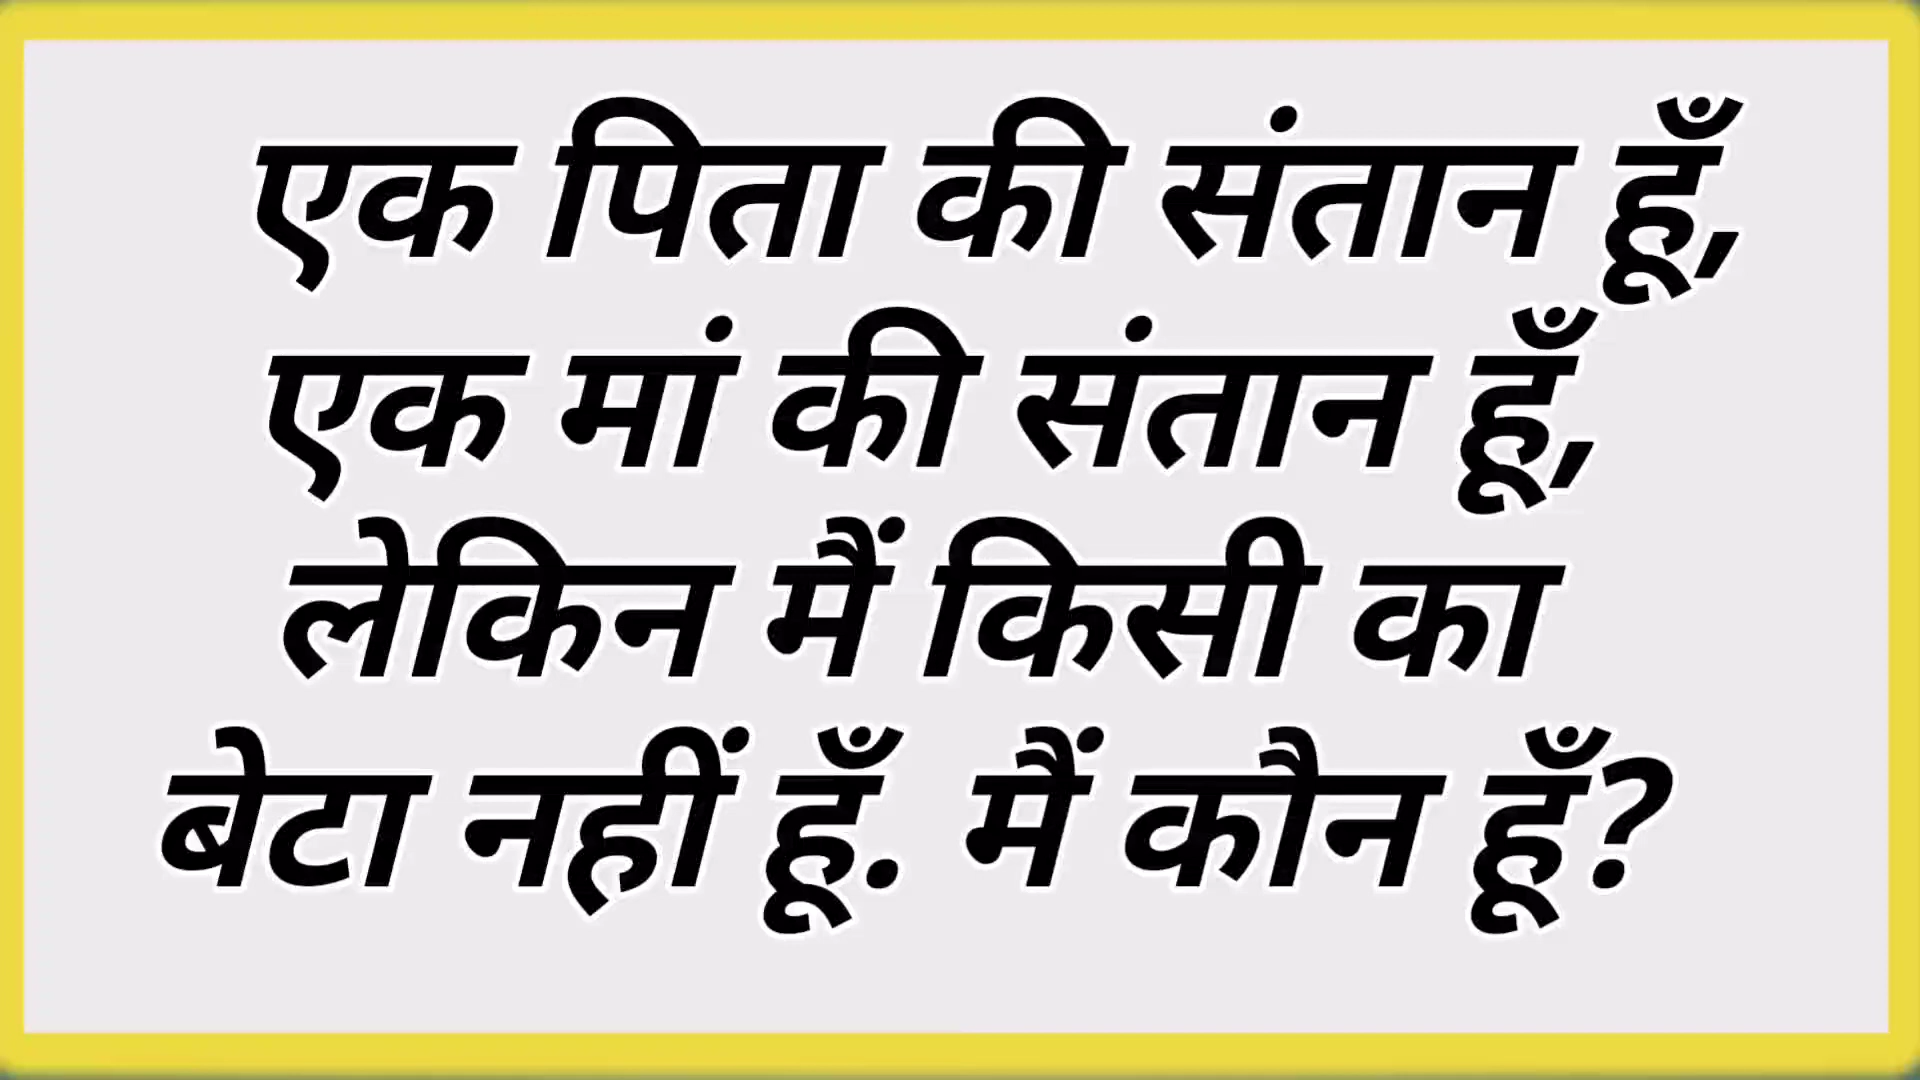 एक पिता की संतान हूँ,
एक मां की संतान हूँ,
लेकिन मैं किसी का
बेटा नहीं हूँ. मैं कौन हूँ?